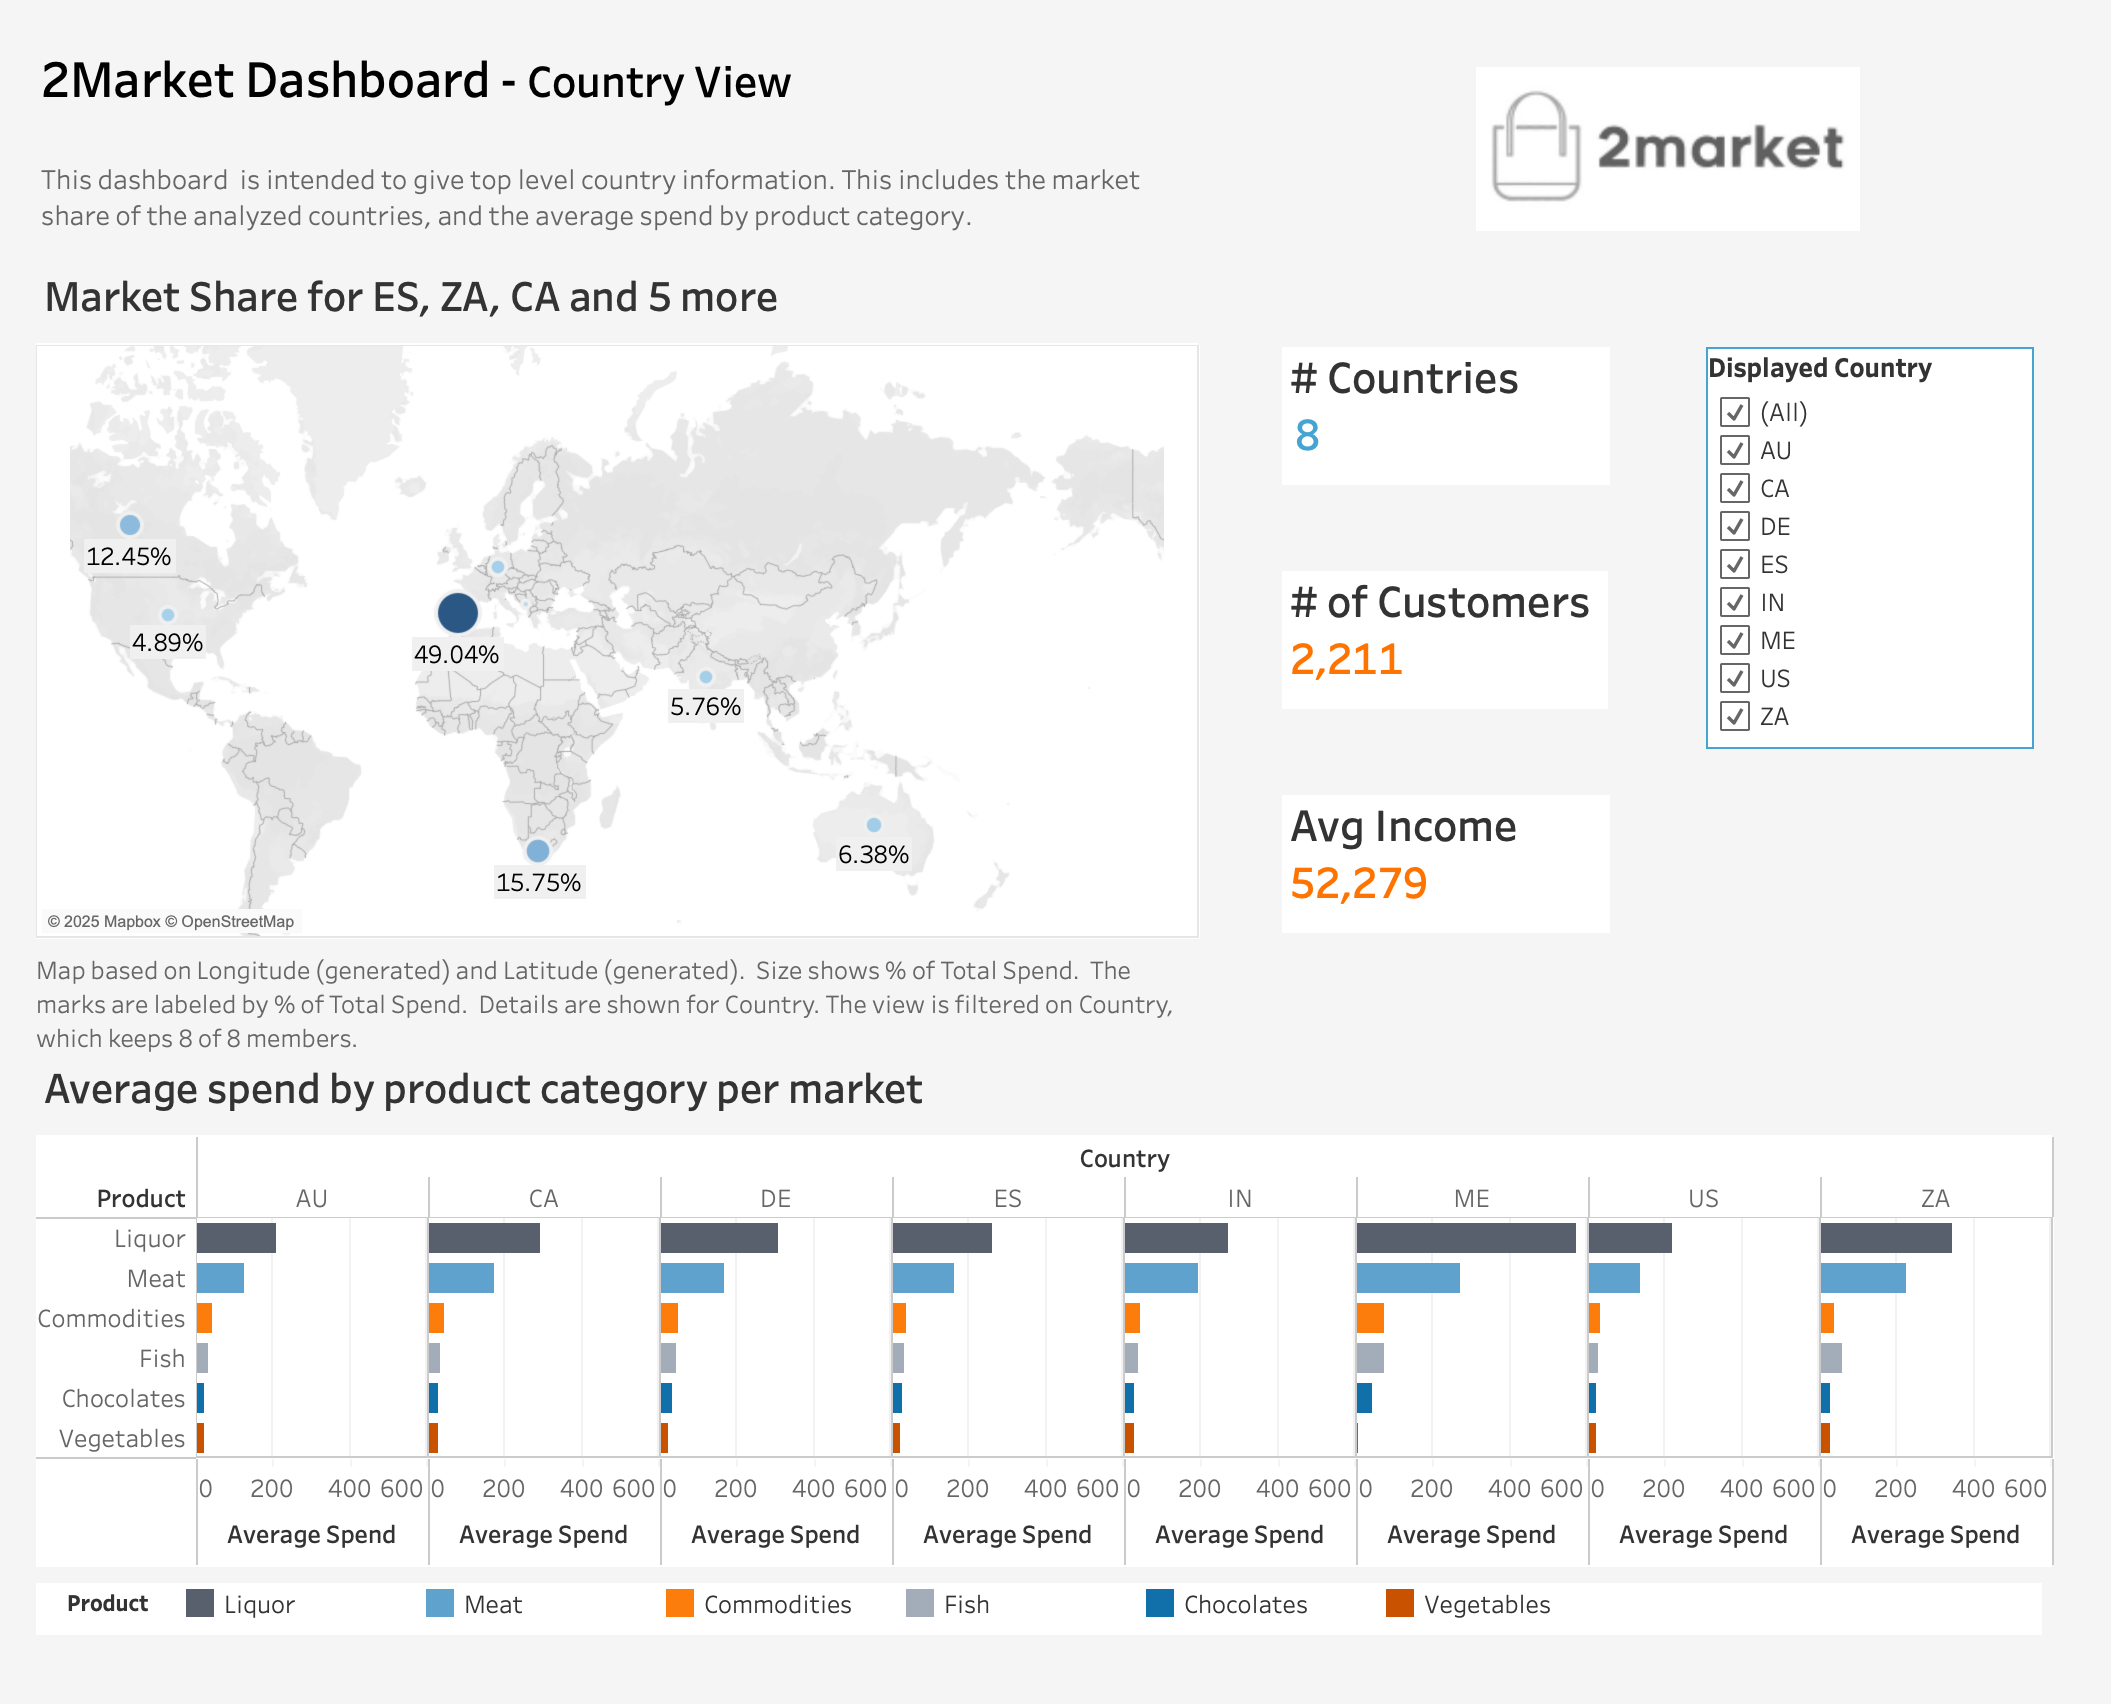 2Market Dashboard - Country View
2market
This dashboard  is intended to give top level country information. This includes the market
share of the analyzed countries, and the average spend by product category.
Market Share for ES, ZA, CA and 5 more
12.45%
4.89%
49.04%
5.76%
15.75%
6.38%
© 2025 Mapbox © OpenStreetMap
# Countries
8
# of Customers
2,211
Avg Income
52,279
Displayed Country
(All)
AU
CA
DE
ES
IN
ME
US
ZA
Map based on Longitude (generated) and Latitude (generated).  Size shows % of Total Spend.  The
marks are labeled by % of Total Spend.  Details are shown for Country. The view is filtered on Country,
which keeps 8 of 8 members.
Average spend by product category per market
Country
Product AU CA DE ES IN ME US ZA
Liquor
Meat
Commodities
Fish
Chocolates
Vegetables
0 200 400 600 0 200 400 600 0 200 400 600 0 200 400 600 0 200 400 600 0 200 400 600 0 200 400 600 0 200 400 600
Average Spend Average Spend Average Spend Average Spend Average Spend Average Spend Average Spend Average Spend
Product Liquor Meat Commodities Fish Chocolates Vegetables